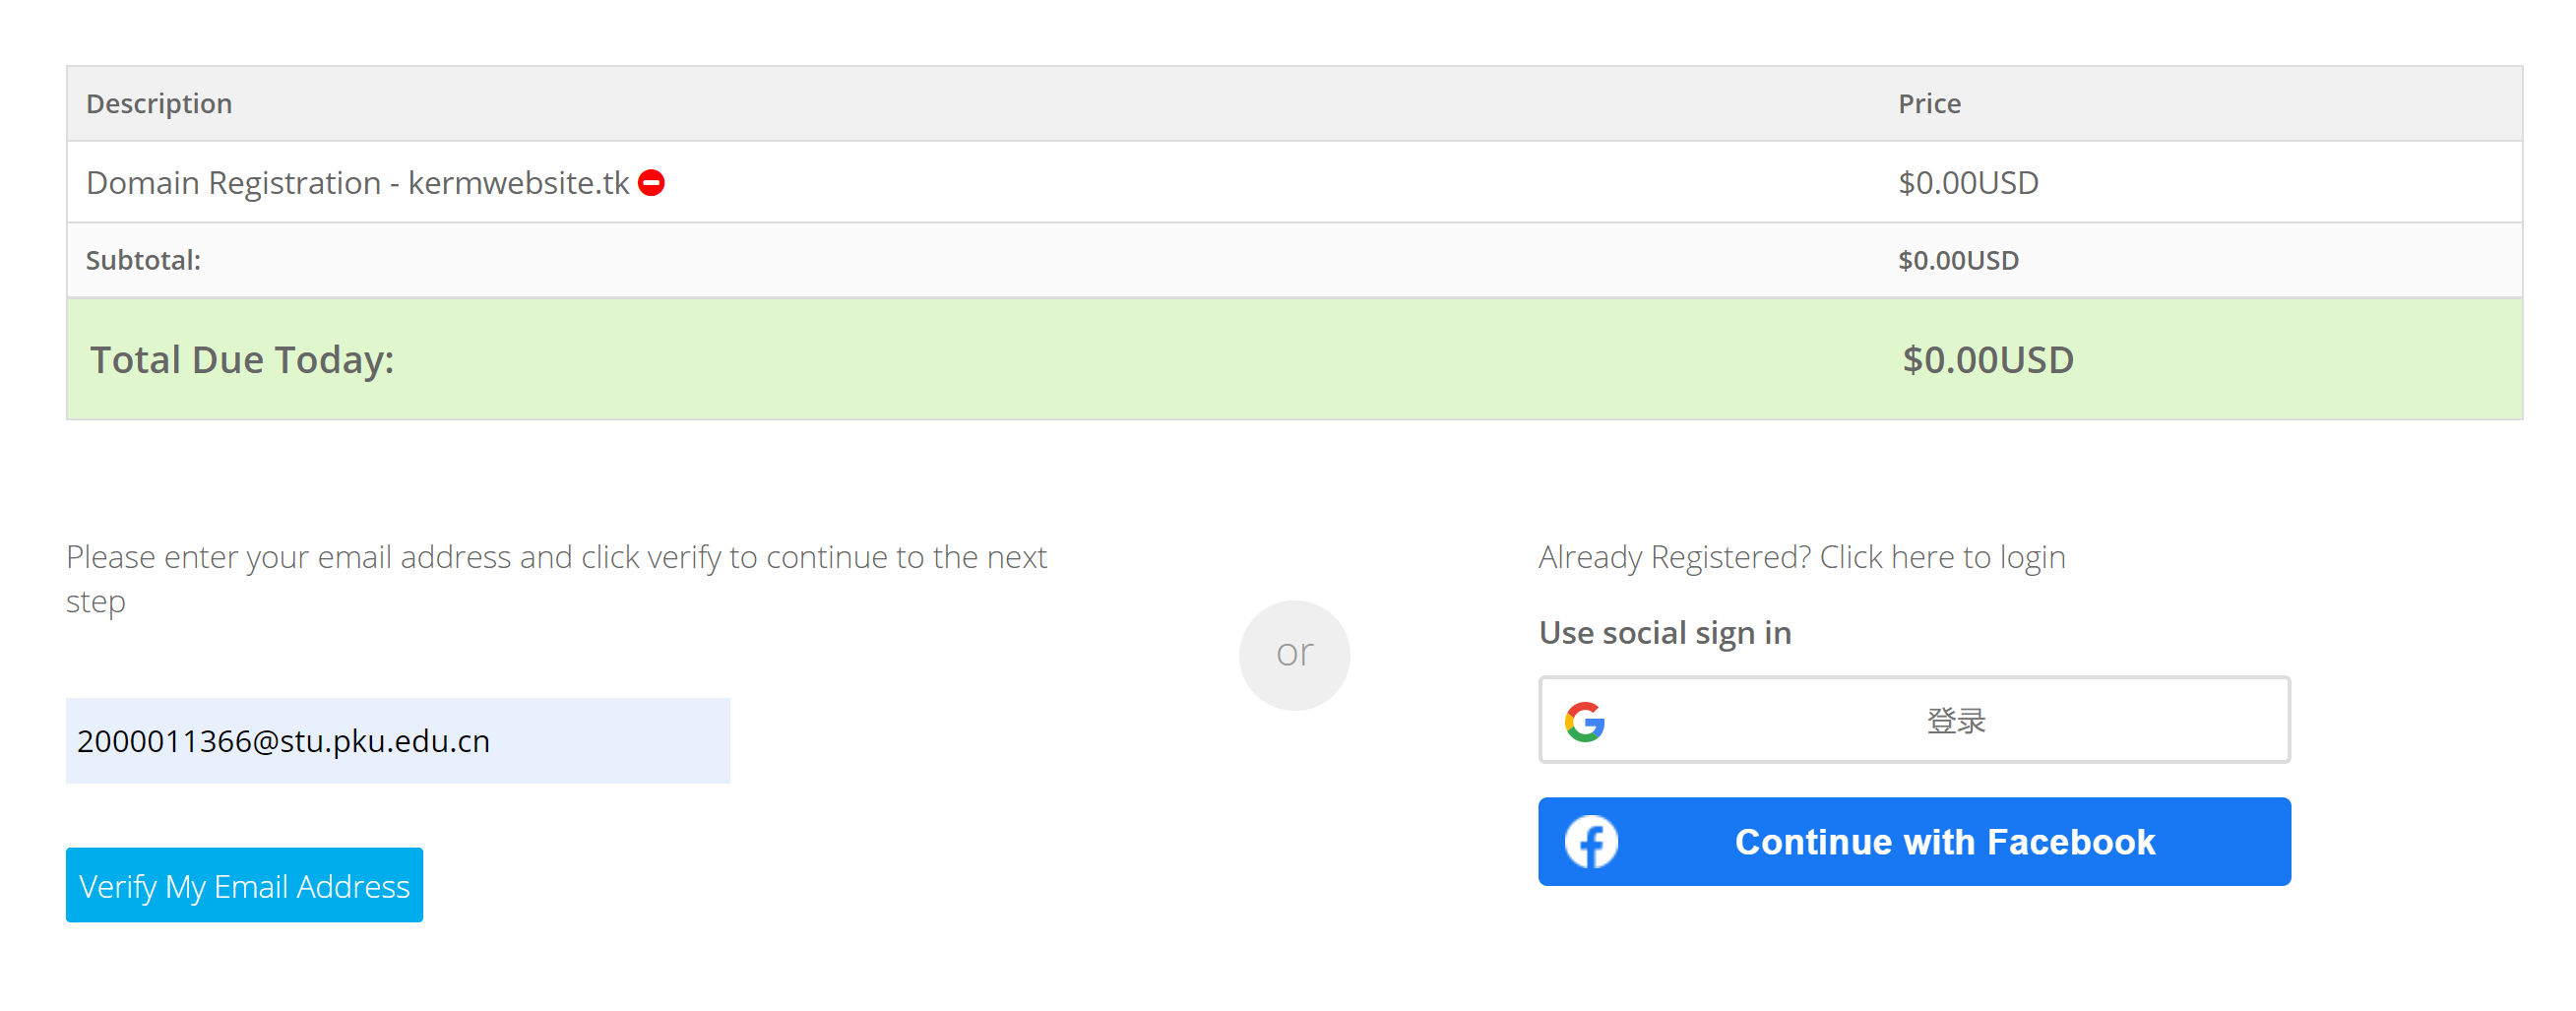 Description Price
Domain Registration - kermwebsite.tk $0.00USD
Subtotal: $0.00USD
Total Due Today: $0.00USD
Please enter your email address and click verify to continue to the next
step
2000011366@stu.pku.edu.cn
Verify My Email Address
or
Already Registered? Click here to login
Use social sign in
登录
Continue with Facebook